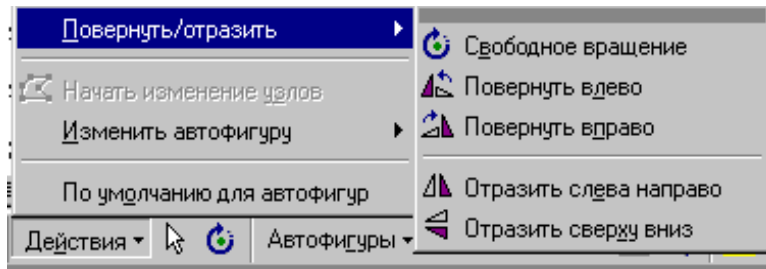 Повернуть/отразить
Начать изменение узлов
Изменить автофигуру
По умолчанию для автофигур
Действия
Автофигуры
Свободное вращение
Повернуть влево
Повернуть вправо
Отразить слева направо
Отразить сверху вниз